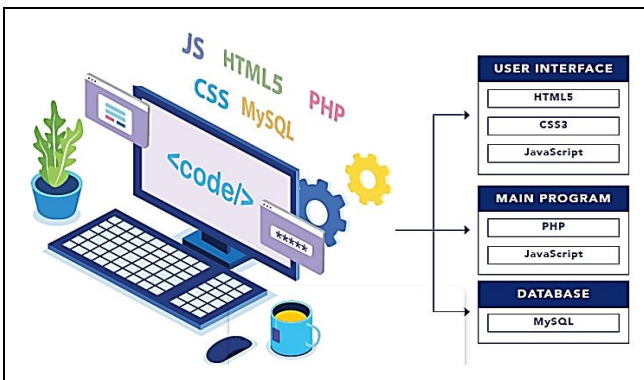 JS
HTML5
CSS
MySQL
PHP
<code/>
*****
USER INTERFACE
HTML5
CSS3
JavaScript
MAIN PROGRAM
PHP
JavaScript
DATABASE
MySQL